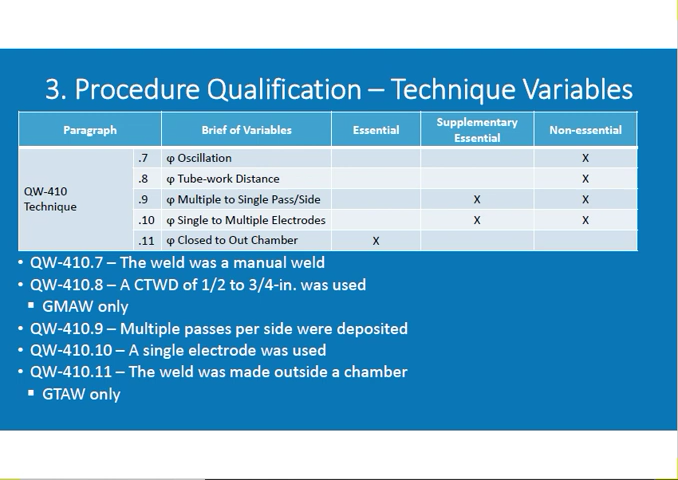 3. Procedure Qualification – Technique Variables
Paragraph Brief of Variables Essential Supplementary Essential Non-essential
QW-410 Technique
.7 φ Oscillation X
.8 φ Tube-work Distance X
.9 φ Multiple to Single Pass/Side X X
.10 φ Single to Multiple Electrodes X X
.11 φ Closed to Out Chamber X
• QW-410.7 – The weld was a manual weld
• QW-410.8 – A CTWD of 1/2 to 3/4-in. was used
▪ GMAW only
• QW-410.9 – Multiple passes per side were deposited
• QW-410.10 – A single electrode was used
• QW-410.11 – The weld was made outside a chamber
▪ GTAW only